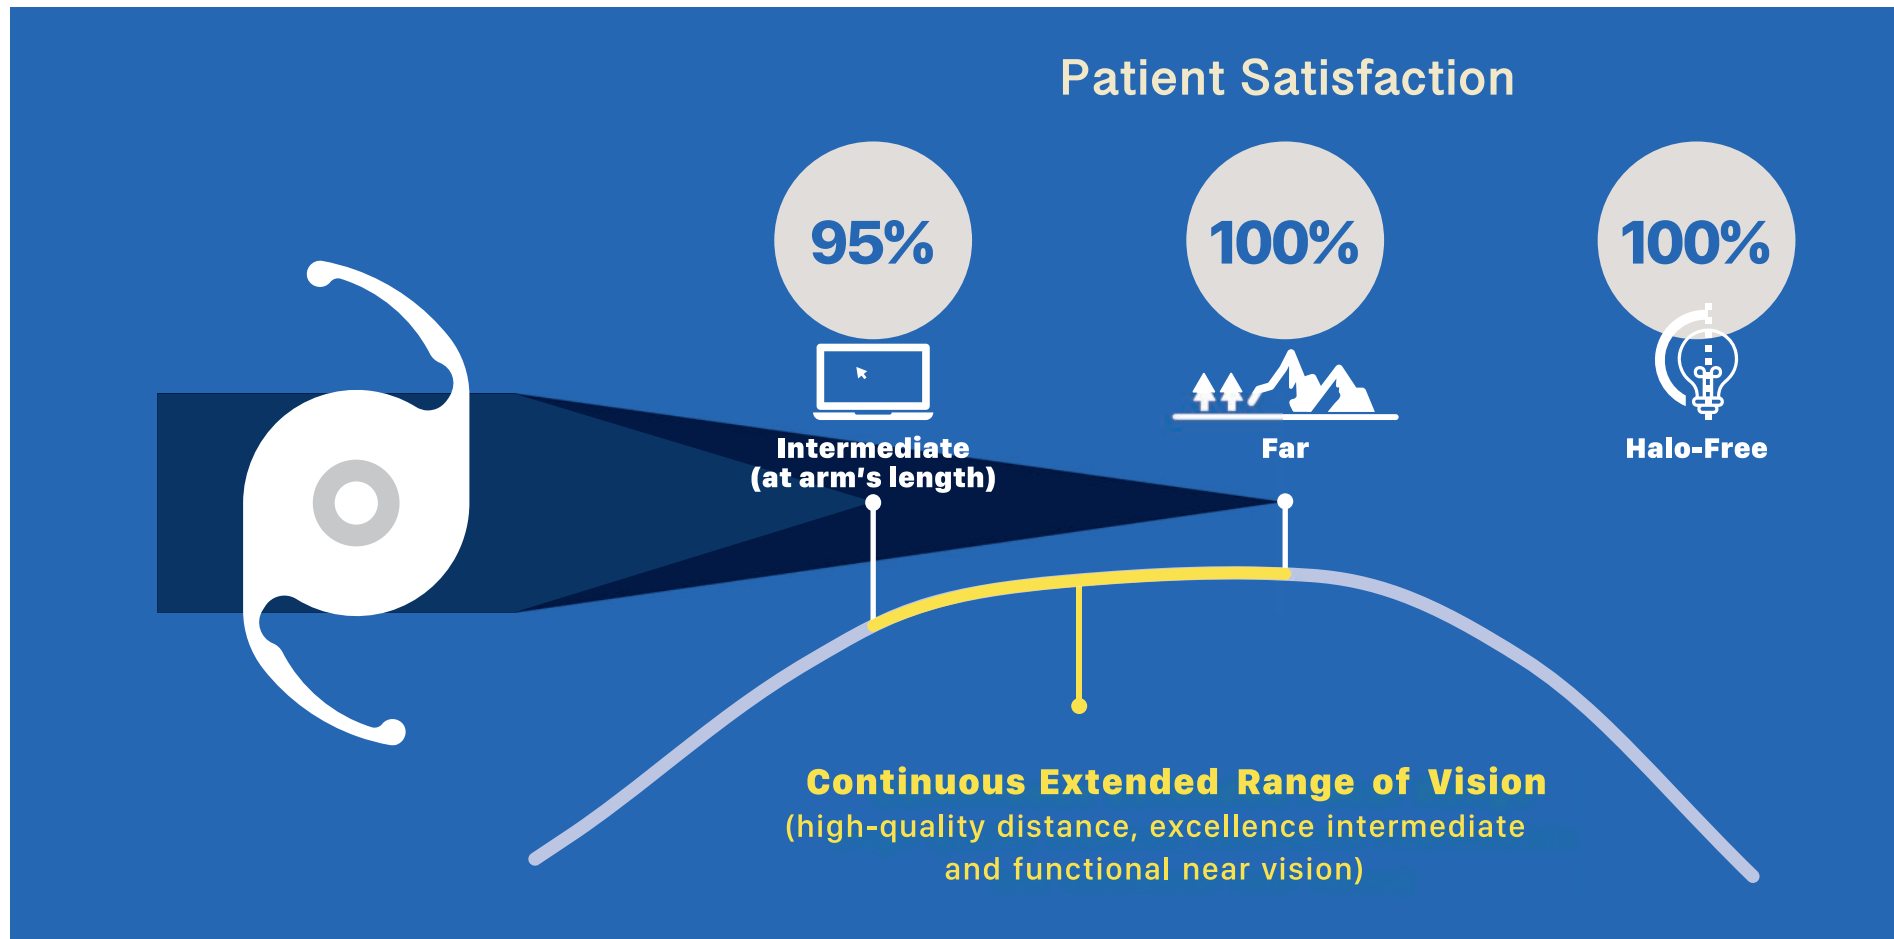 Patient Satisfaction
95%
100%
100%
Intermediate
(at arm's length)
Far
Halo-Free
Continuous Extended Range of Vision
(high-quality distance, excellence intermediate
and functional near vision)